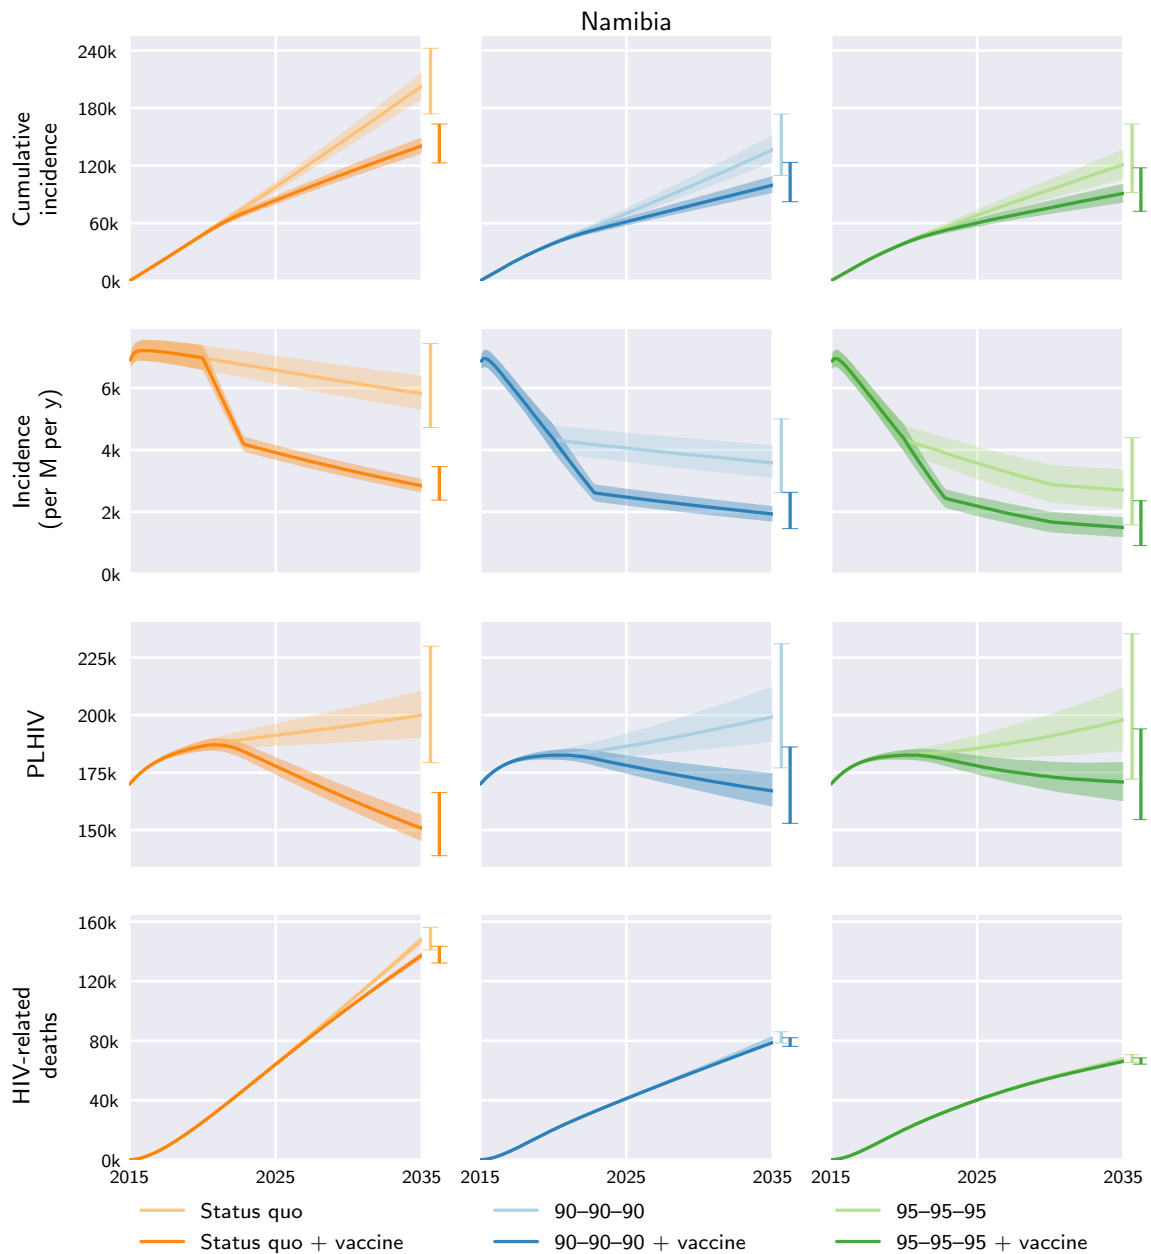 Namibia
Cumulative
incidence
240k
180k
120k
60k
0k
Incidence
(per M per y)
6k
4k
2k
0k
PLHIV
225k
200k
175k
150k
HIV-related
deaths
160k
120k
80k
40k
0k
2015 2025 2035 2015 2025 2035 2015 2025 2035
Status quo 90–90–90 95–95–95
Status quo + vaccine 90–90–90 + vaccine 95–95–95 + vaccine